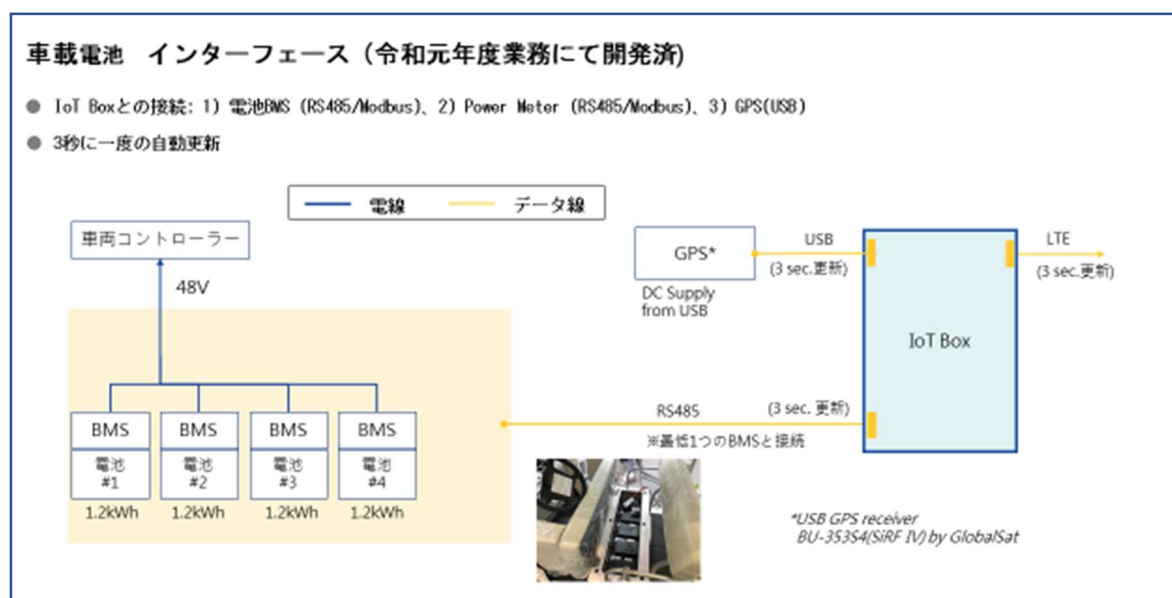 車載電池 インターフェース（令和元年度業務にて開発済)
● IoT Boxとの接続: 1) 電池BMS (RS485/Modbus)、2) Power Meter (RS485/Modbus)、3) GPS(USB)
● 3秒に一度の自動更新
電線 データ線
車両コントローラー
48V
GPS*
DC Supply
from USB
USB
(3 sec.更新)
LTE
(3 sec.更新)
IoT Box
RS485
(3 sec. 更新)
※最低1つのBMSと接続
BMS BMS BMS BMS
電池 電池 電池 電池
#1 #2 #3 #4
1.2kWh 1.2kWh 1.2kWh 1.2kWh
*USB GPS receiver
BU-353S4(SiRF IV) by GlobalSat